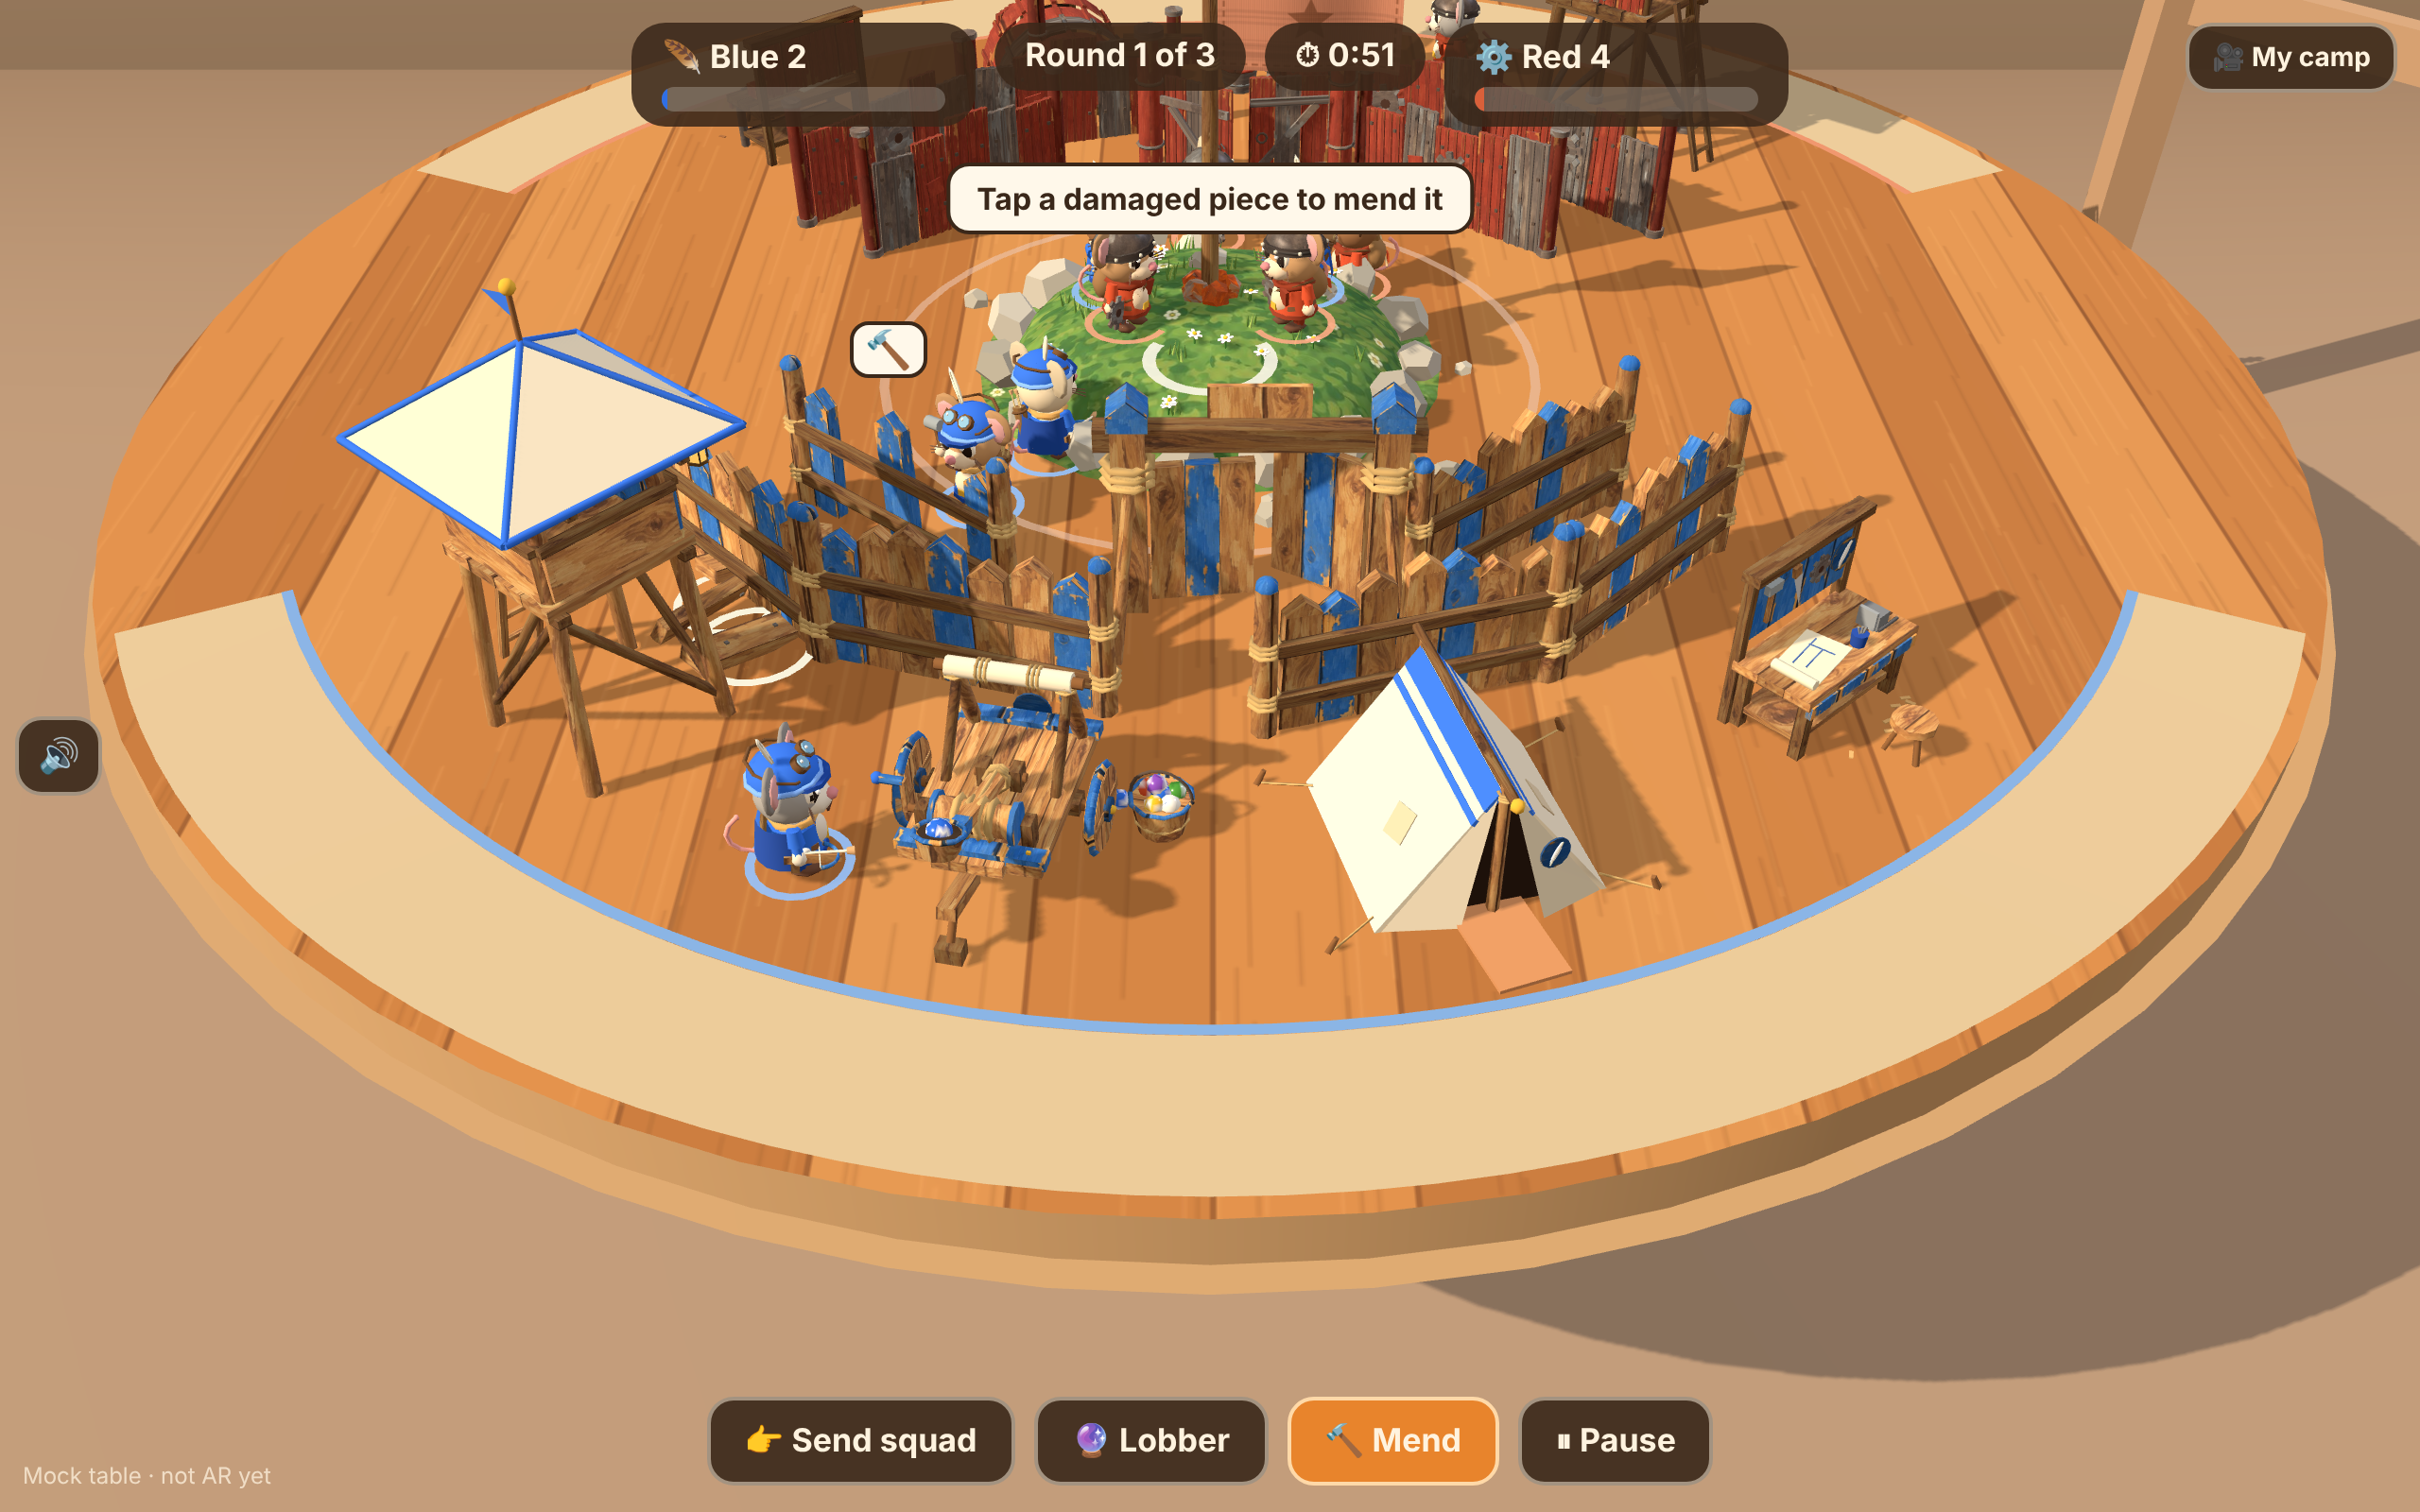 Blue 2
Round 1 of 3
0:51
Red 4
My camp
Tap a damaged piece to mend it
Send squad
Lobber
Mend
Pause
Mock table · not AR yet